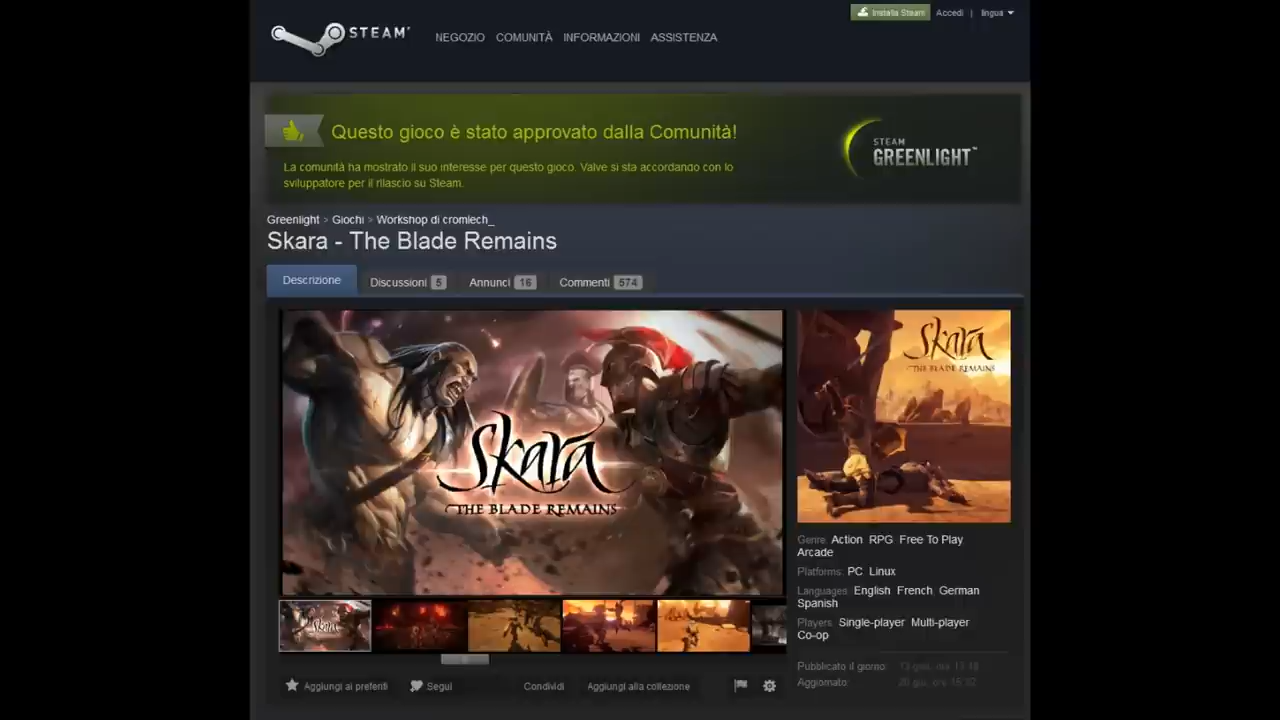 Installa Steam Accedi | lingua
STEAM
NEGOZIO COMUNITÀ INFORMAZIONI ASSISTENZA
Questo gioco è stato approvato dalla Comunità!
La comunità ha mostrato il suo interesse per questo gioco. Valve si sta accordando con lo
sviluppatore per il rilascio su Steam.
STEAM
GREENLIGHT™
Greenlight > Giochi > Workshop di cromlech_
Skara - The Blade Remains
Descrizione Discussioni 5 Annunci 16 Commenti 574
Skara
THE BLADE REMAINS
Skara
THE BLADE REMAINS
Genre: Action RPG Free To Play
Arcade
Platforms: PC Linux
Languages: English French German
Spanish
Players: Single-player Multi-player
Co-op
Pubblicato il giorno:
Aggiornato:
Aggiungi ai preferiti Segui Condividi Aggiungi alla collezione